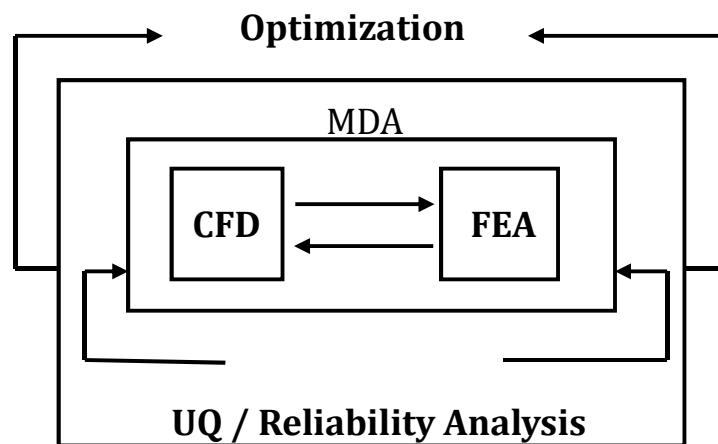 Optimization
MDA
CFD
FEA
UQ / Reliability Analysis